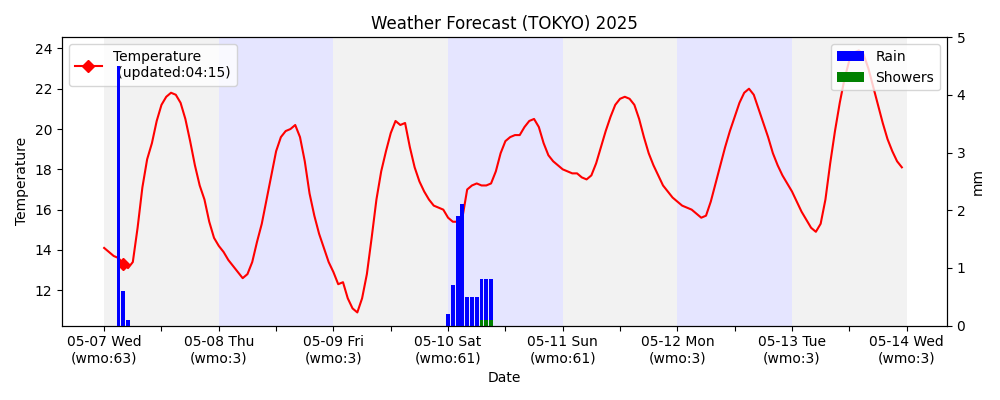 Weather Forecast (TOKYO) 2025
Temperature
(updated:04:15)
Rain
Showers
24
22
20
18
16
14
12
Temperature
5
4
3
2
1
0
mm
05-07 Wed
(wmo:63)
05-08 Thu
(wmo:3)
05-09 Fri
(wmo:3)
05-10 Sat
(wmo:61)
05-11 Sun
(wmo:61)
05-12 Mon
(wmo:3)
05-13 Tue
(wmo:3)
05-14 Wed
(wmo:3)
Date